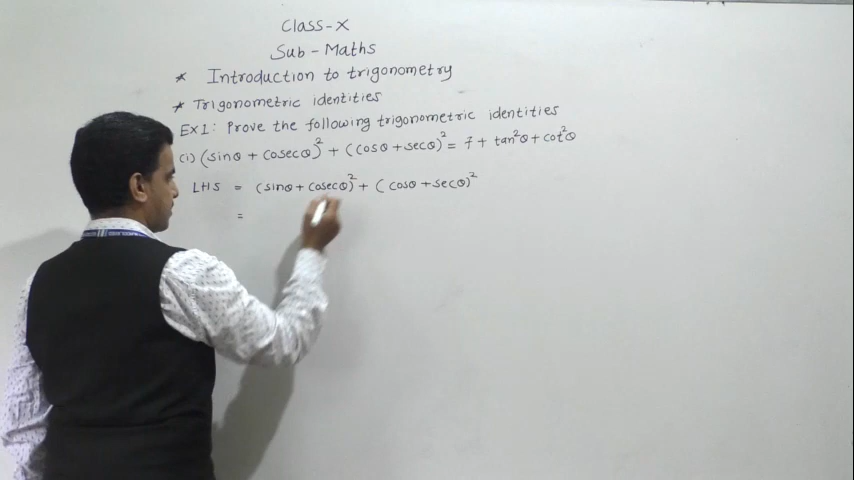 Class-X
Sub-Maths
* Introduction to trigonometry
* Trigonometric identities
EX1: Prove the following trigonometric identities
(i) (sinθ + cosecθ)² + (cosθ + secθ)² = 7 + tan²θ + cot²θ
LHS = (sinθ + cosecθ)² + (cosθ + secθ)²
=